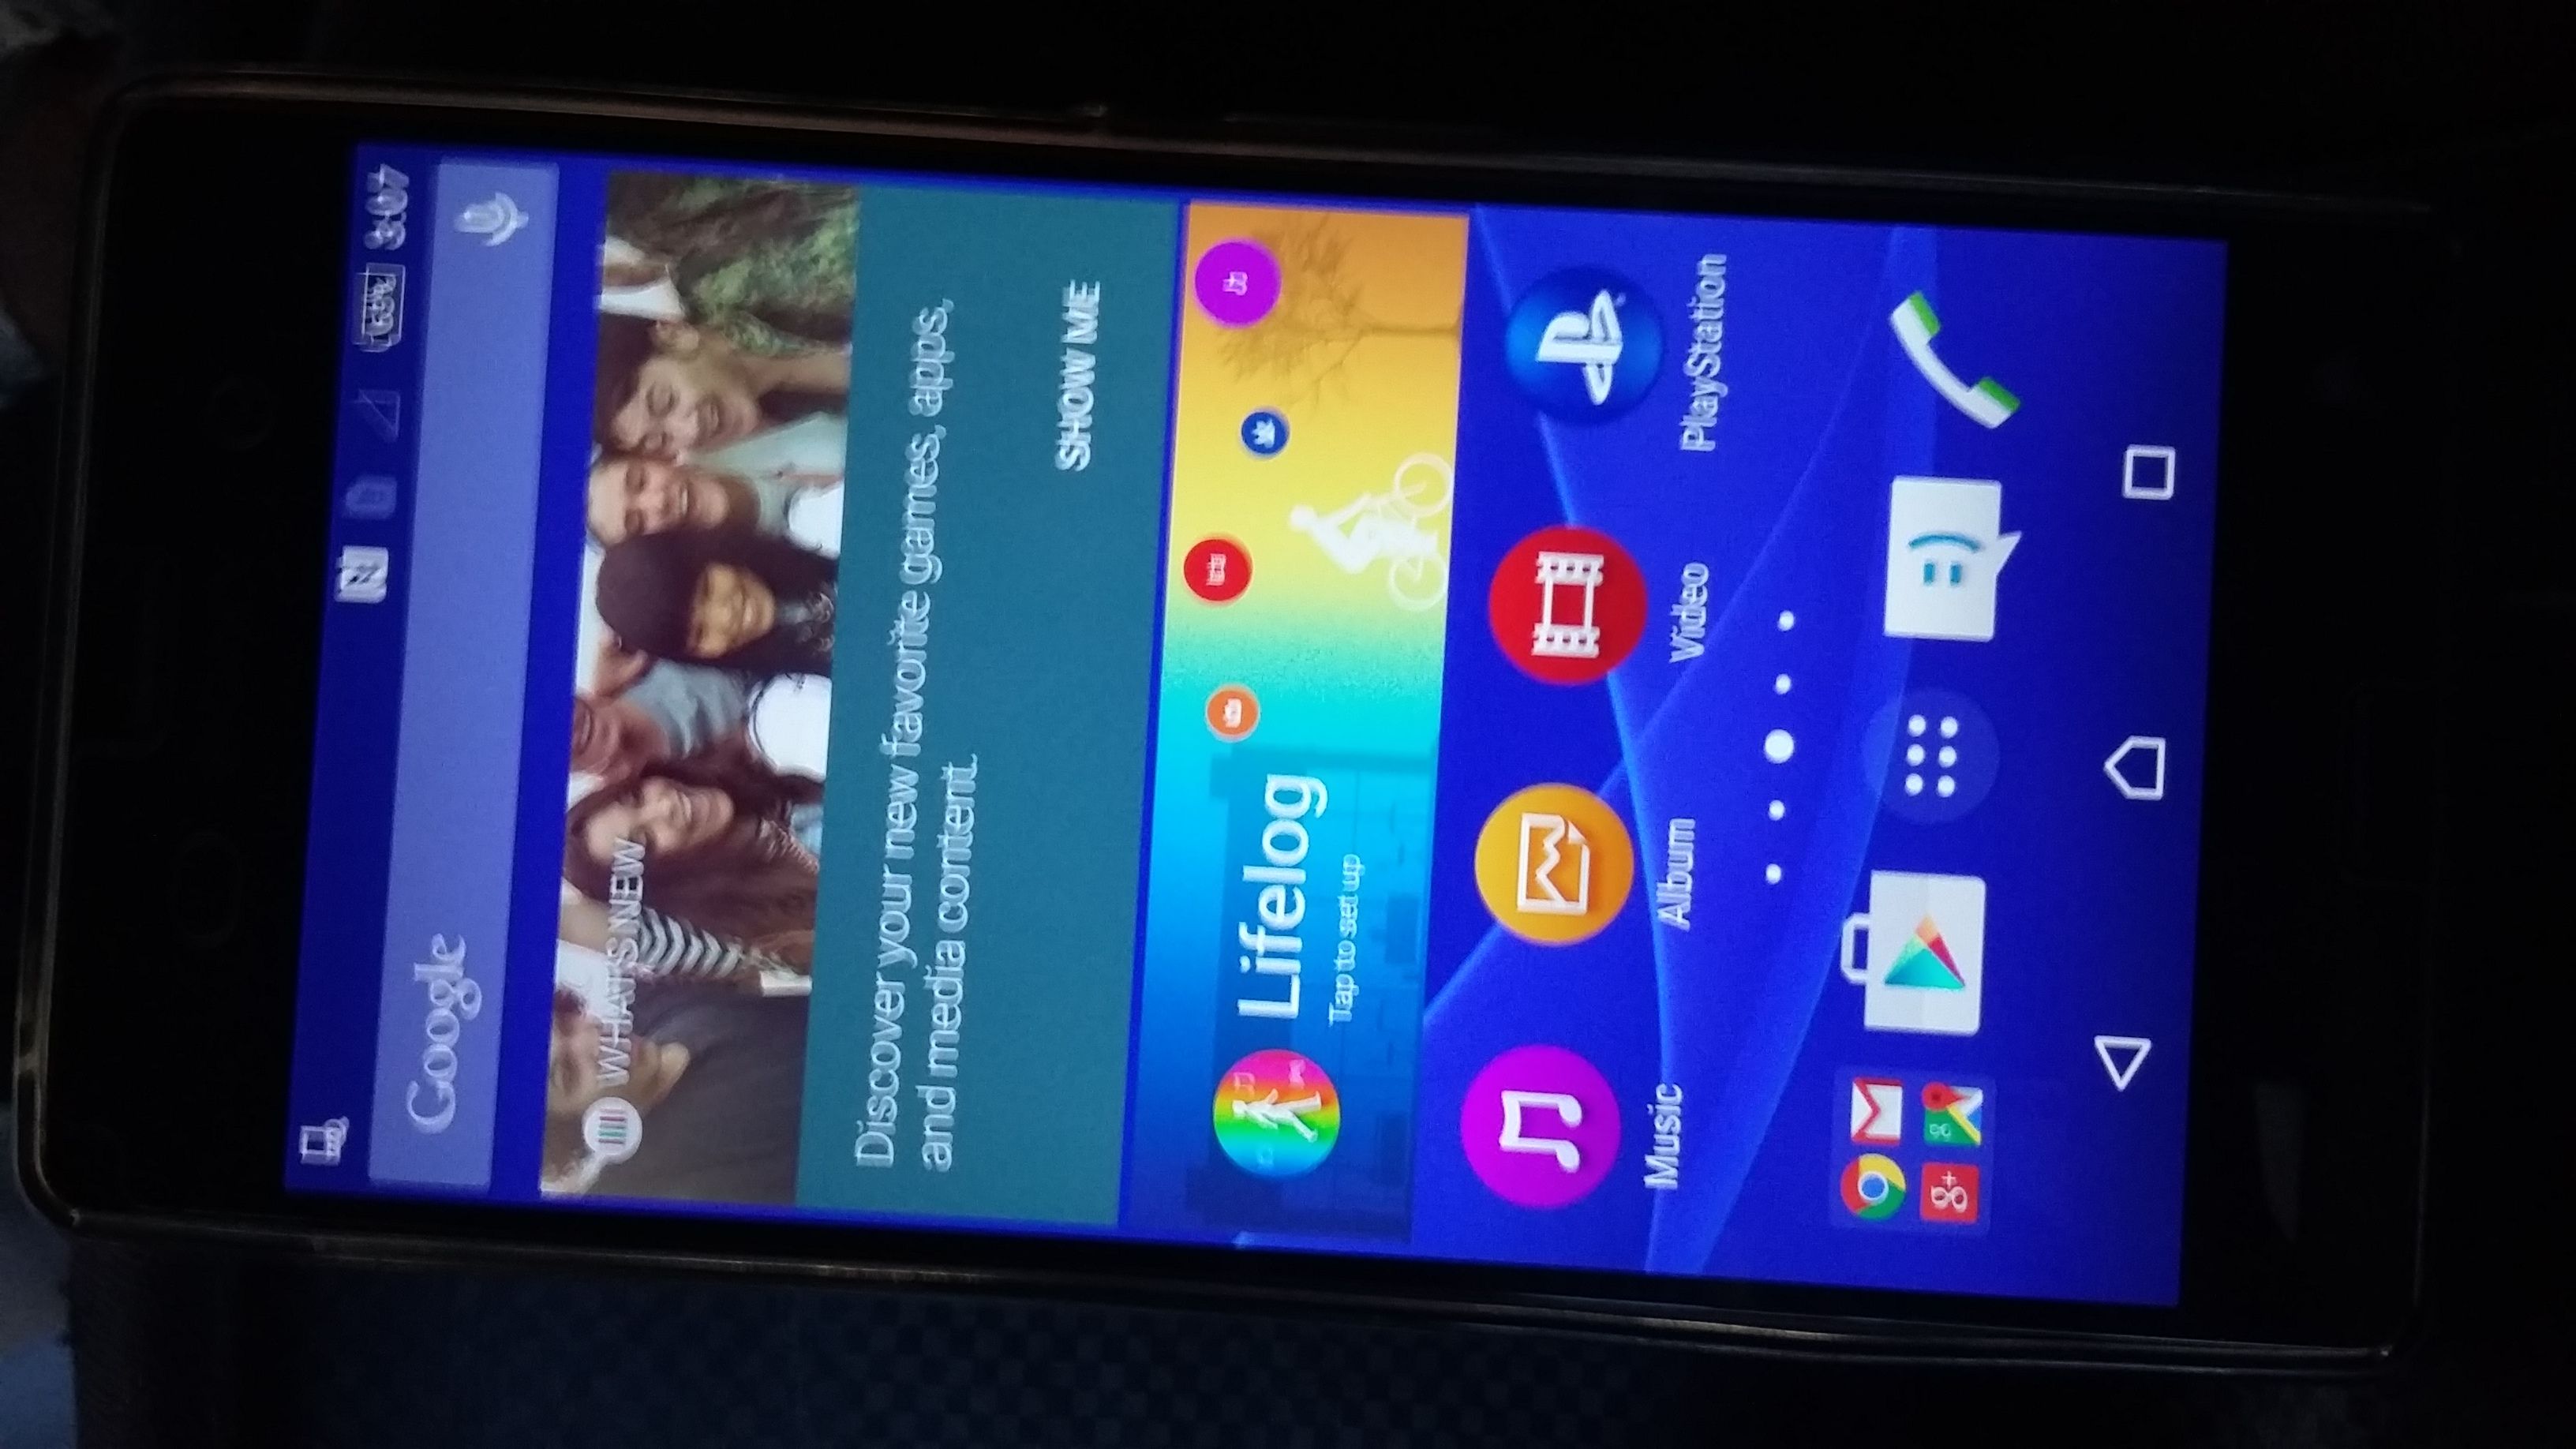 3:07
Google
WHAT'S NEW
Discover your new favorite games, apps,
and media content.
SHOW ME
Lifelog
Tap to set up
Music
Album
Video
PlayStation